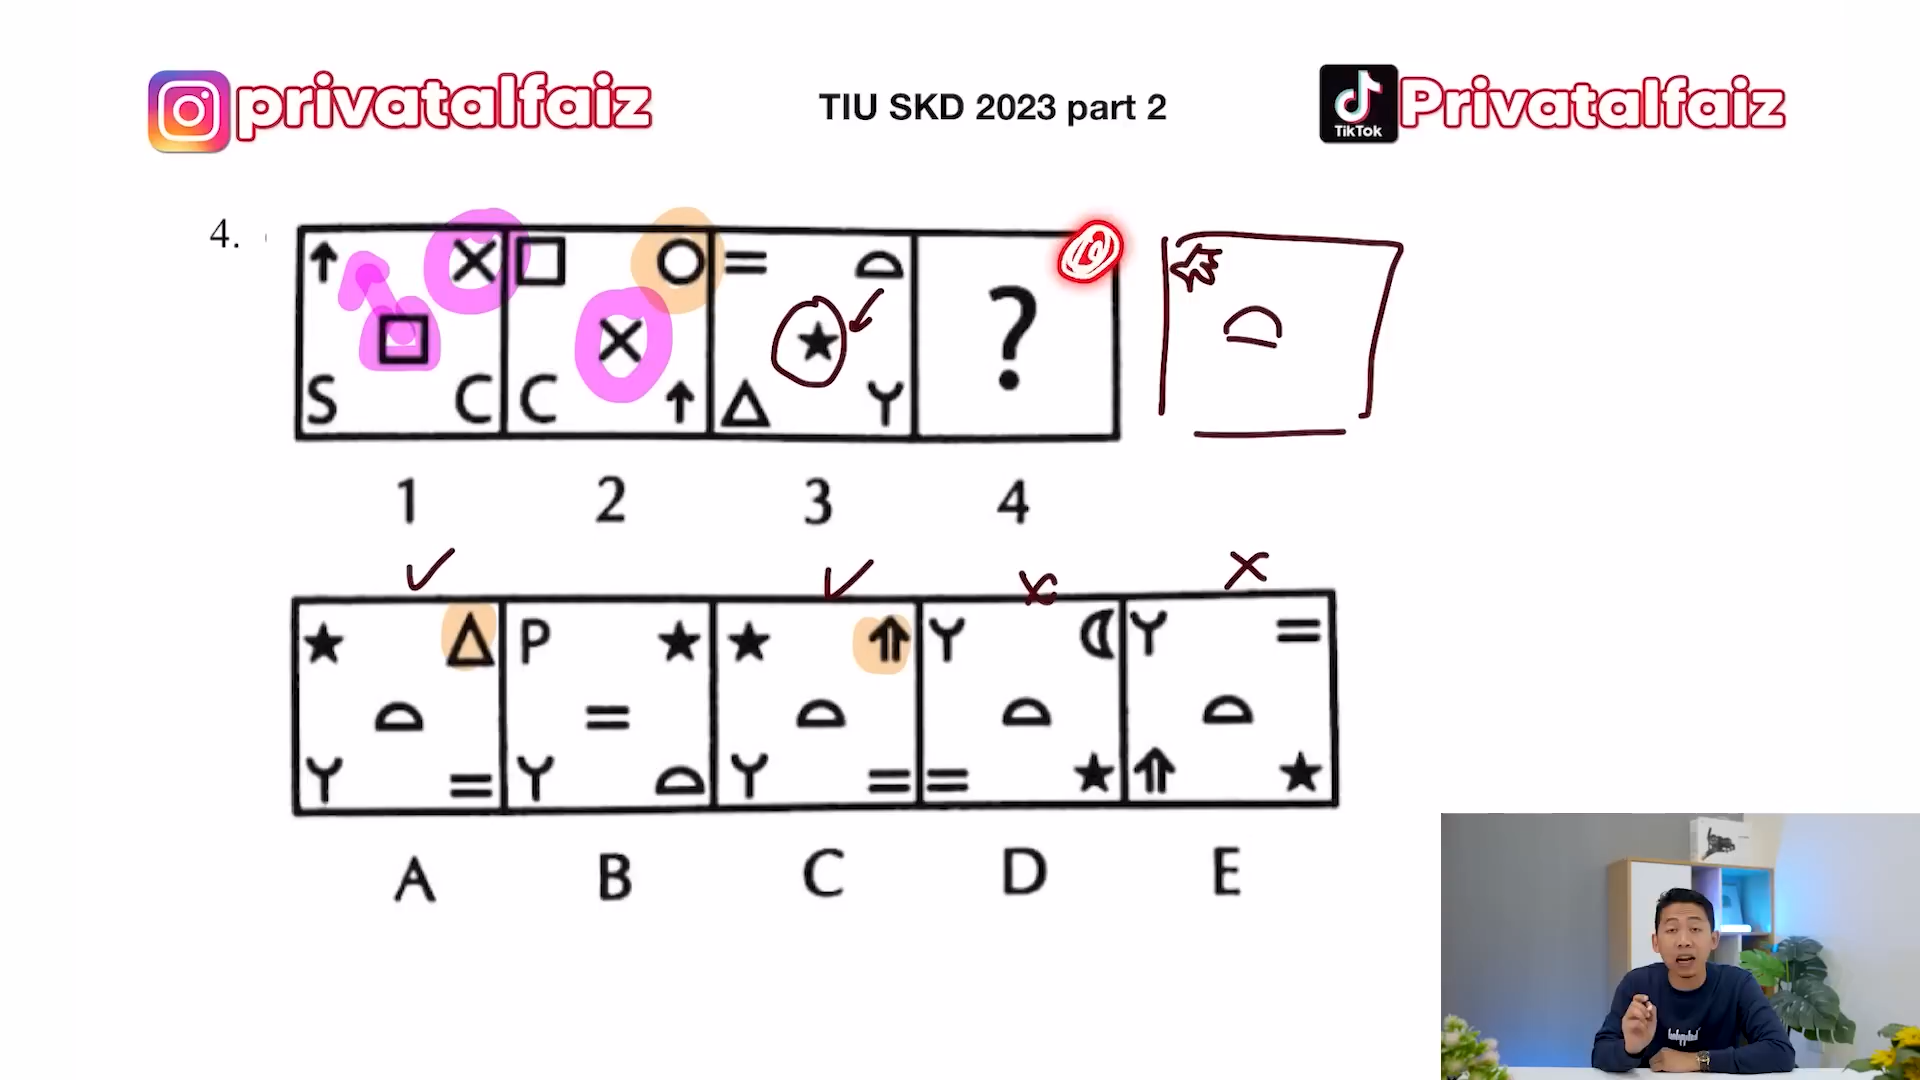 privatalfaiz
TIU SKD 2023 part 2
TikTok
Privatalfaiz
4.
S C C Y
?
1 2 3 4
P Y Y
Y Y Y
A B C D E